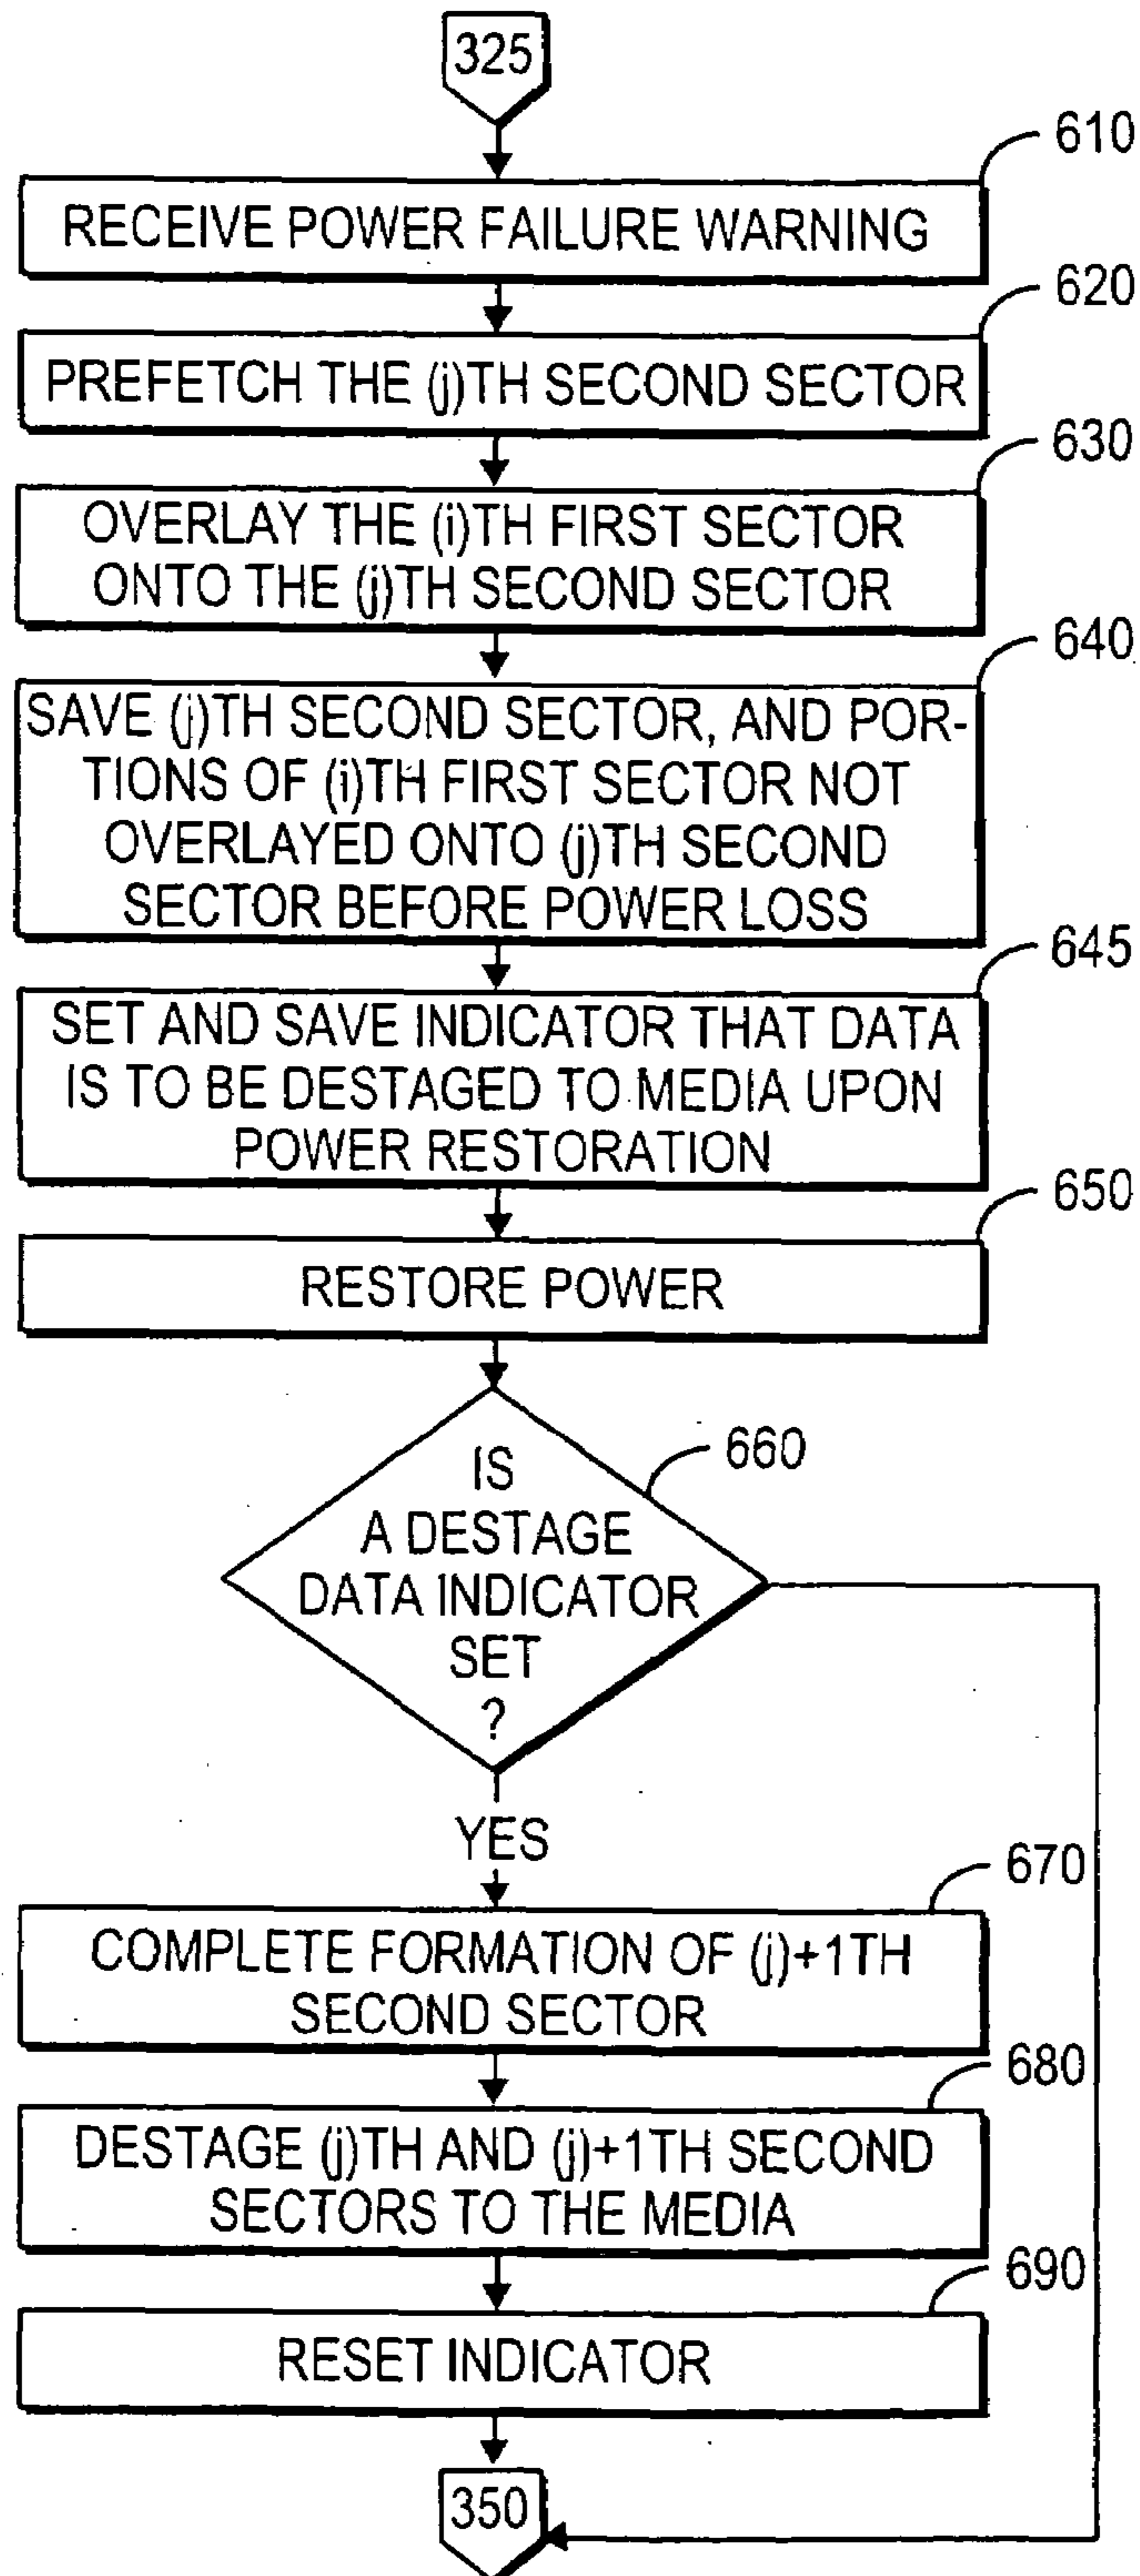 325
610
RECEIVE POWER FAILURE WARNING
620
PREFETCH THE (j)TH SECOND SECTOR
630
OVERLAY THE (i)TH FIRST SECTOR
ONTO THE (j)TH SECOND SECTOR
640
SAVE (j)TH SECOND SECTOR, AND POR-
TIONS OF (i)TH FIRST SECTOR NOT
OVERLAYED ONTO (j)TH SECOND
SECTOR BEFORE POWER LOSS
645
SET AND SAVE INDICATOR THAT DATA
IS TO BE DESTAGED TO MEDIA UPON
POWER RESTORATION
650
RESTORE POWER
660
IS
A DESTAGE
DATA INDICATOR
SET
?
YES
670
COMPLETE FORMATION OF (j)+1TH
SECOND SECTOR
680
DESTAGE (j)TH AND (j)+1TH SECOND
SECTORS TO THE MEDIA
690
RESET INDICATOR
350